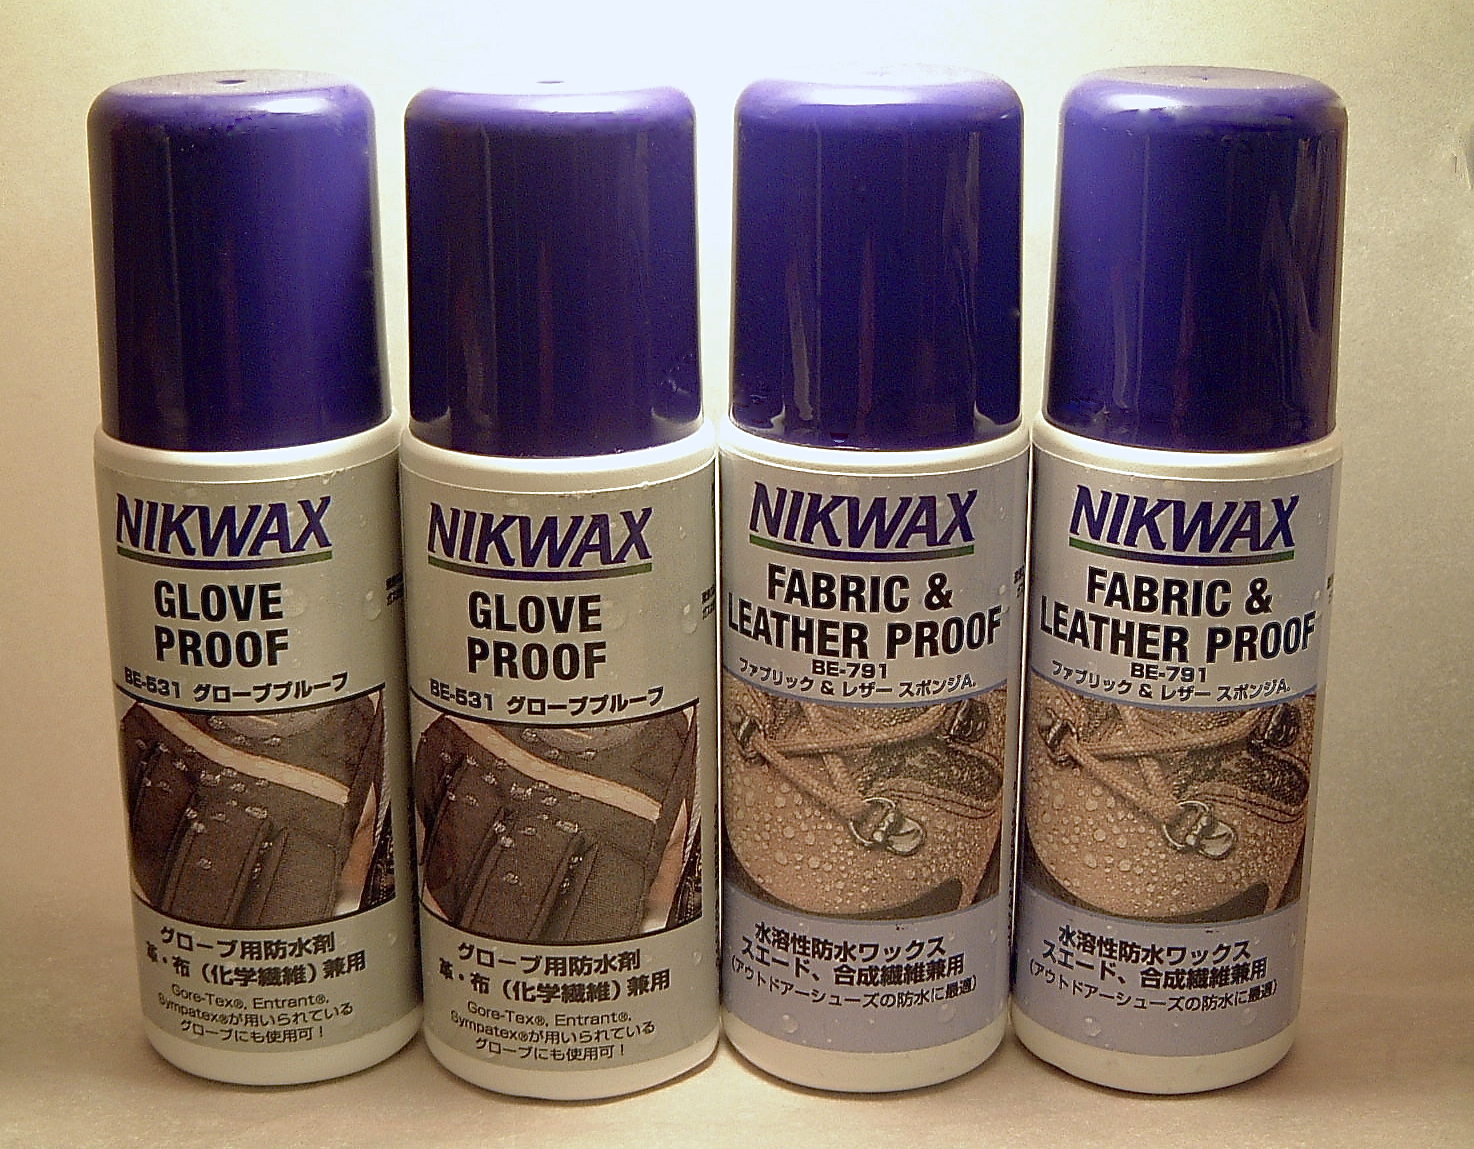 NIKWAX
GLOVE
PROOF
BE-531 グローブプルーフ
グローブ用防水剤
革・布（化学繊維）兼用
Gore-Tex®, Entrant®,
Sympatex®が用いられている
グローブにも使用可！
NIKWAX
GLOVE
PROOF
BE-531 グローブプルーフ
グローブ用防水剤
革・布（化学繊維）兼用
Gore-Tex®, Entrant®,
Sympatex®が用いられている
グローブにも使用可！
NIKWAX
FABRIC &
LEATHER PROOF
BE-791
ファブリック & レザー スポンジA.
水溶性防水ワックス
スエード、合成繊維兼用
(アウトドアーシューズの防水に最適)
NIKWAX
FABRIC &
LEATHER PROOF
BE-791
ファブリック & レザー スポンジA.
水溶性防水ワックス
スエード、合成繊維兼用
(アウトドアーシューズの防水に最適)